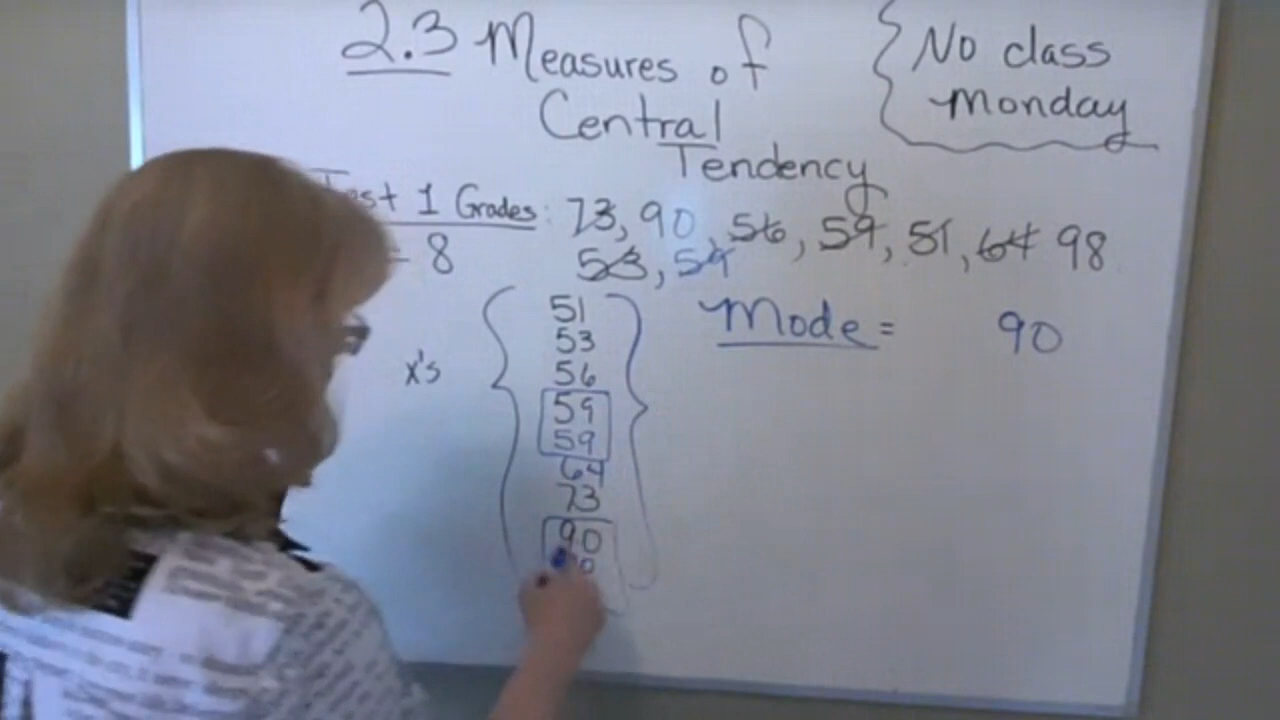 2.3 Measures of
Central
Tendency
No class
Monday
Test 1 Grades: 73, 90, 56, 59, 51, 64 98
53, 59
= 8
x's
51
53
56
59
59
64
73
90
Mode = 90